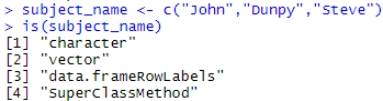 > subject_name <- c("John","Dunpy","Steve")
> is(subject_name)
[1] "character"
[2] "vector"
[3] "data.frameRowLabels"
[4] "SuperClassMethod"